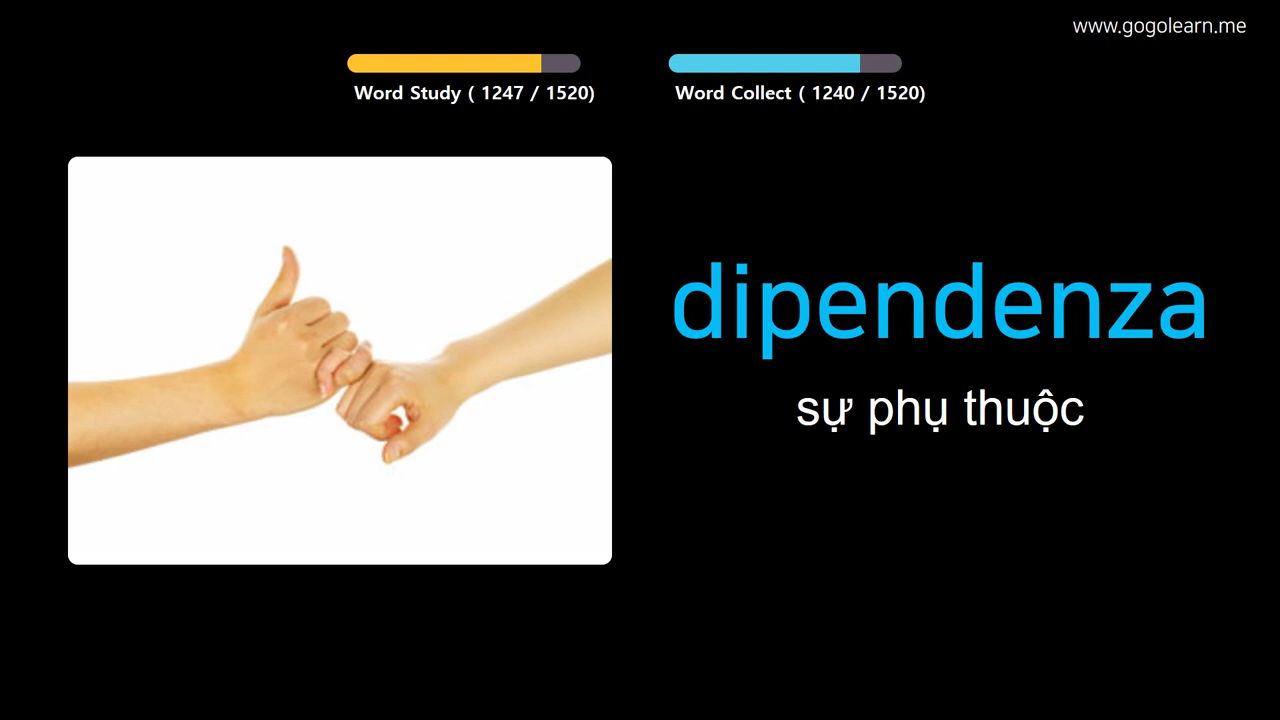 www.gogolearn.me
Word Study ( 1247 / 1520)
Word Collect ( 1240 / 1520)
dipendenza
sự phụ thuộc